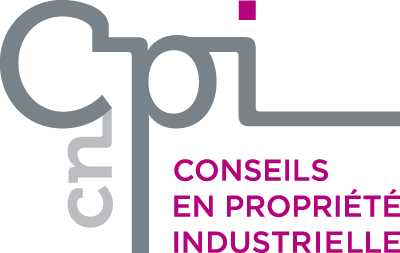 cn
cpi
CONSEILS
EN PROPRIÉTÉ
INDUSTRIELLE